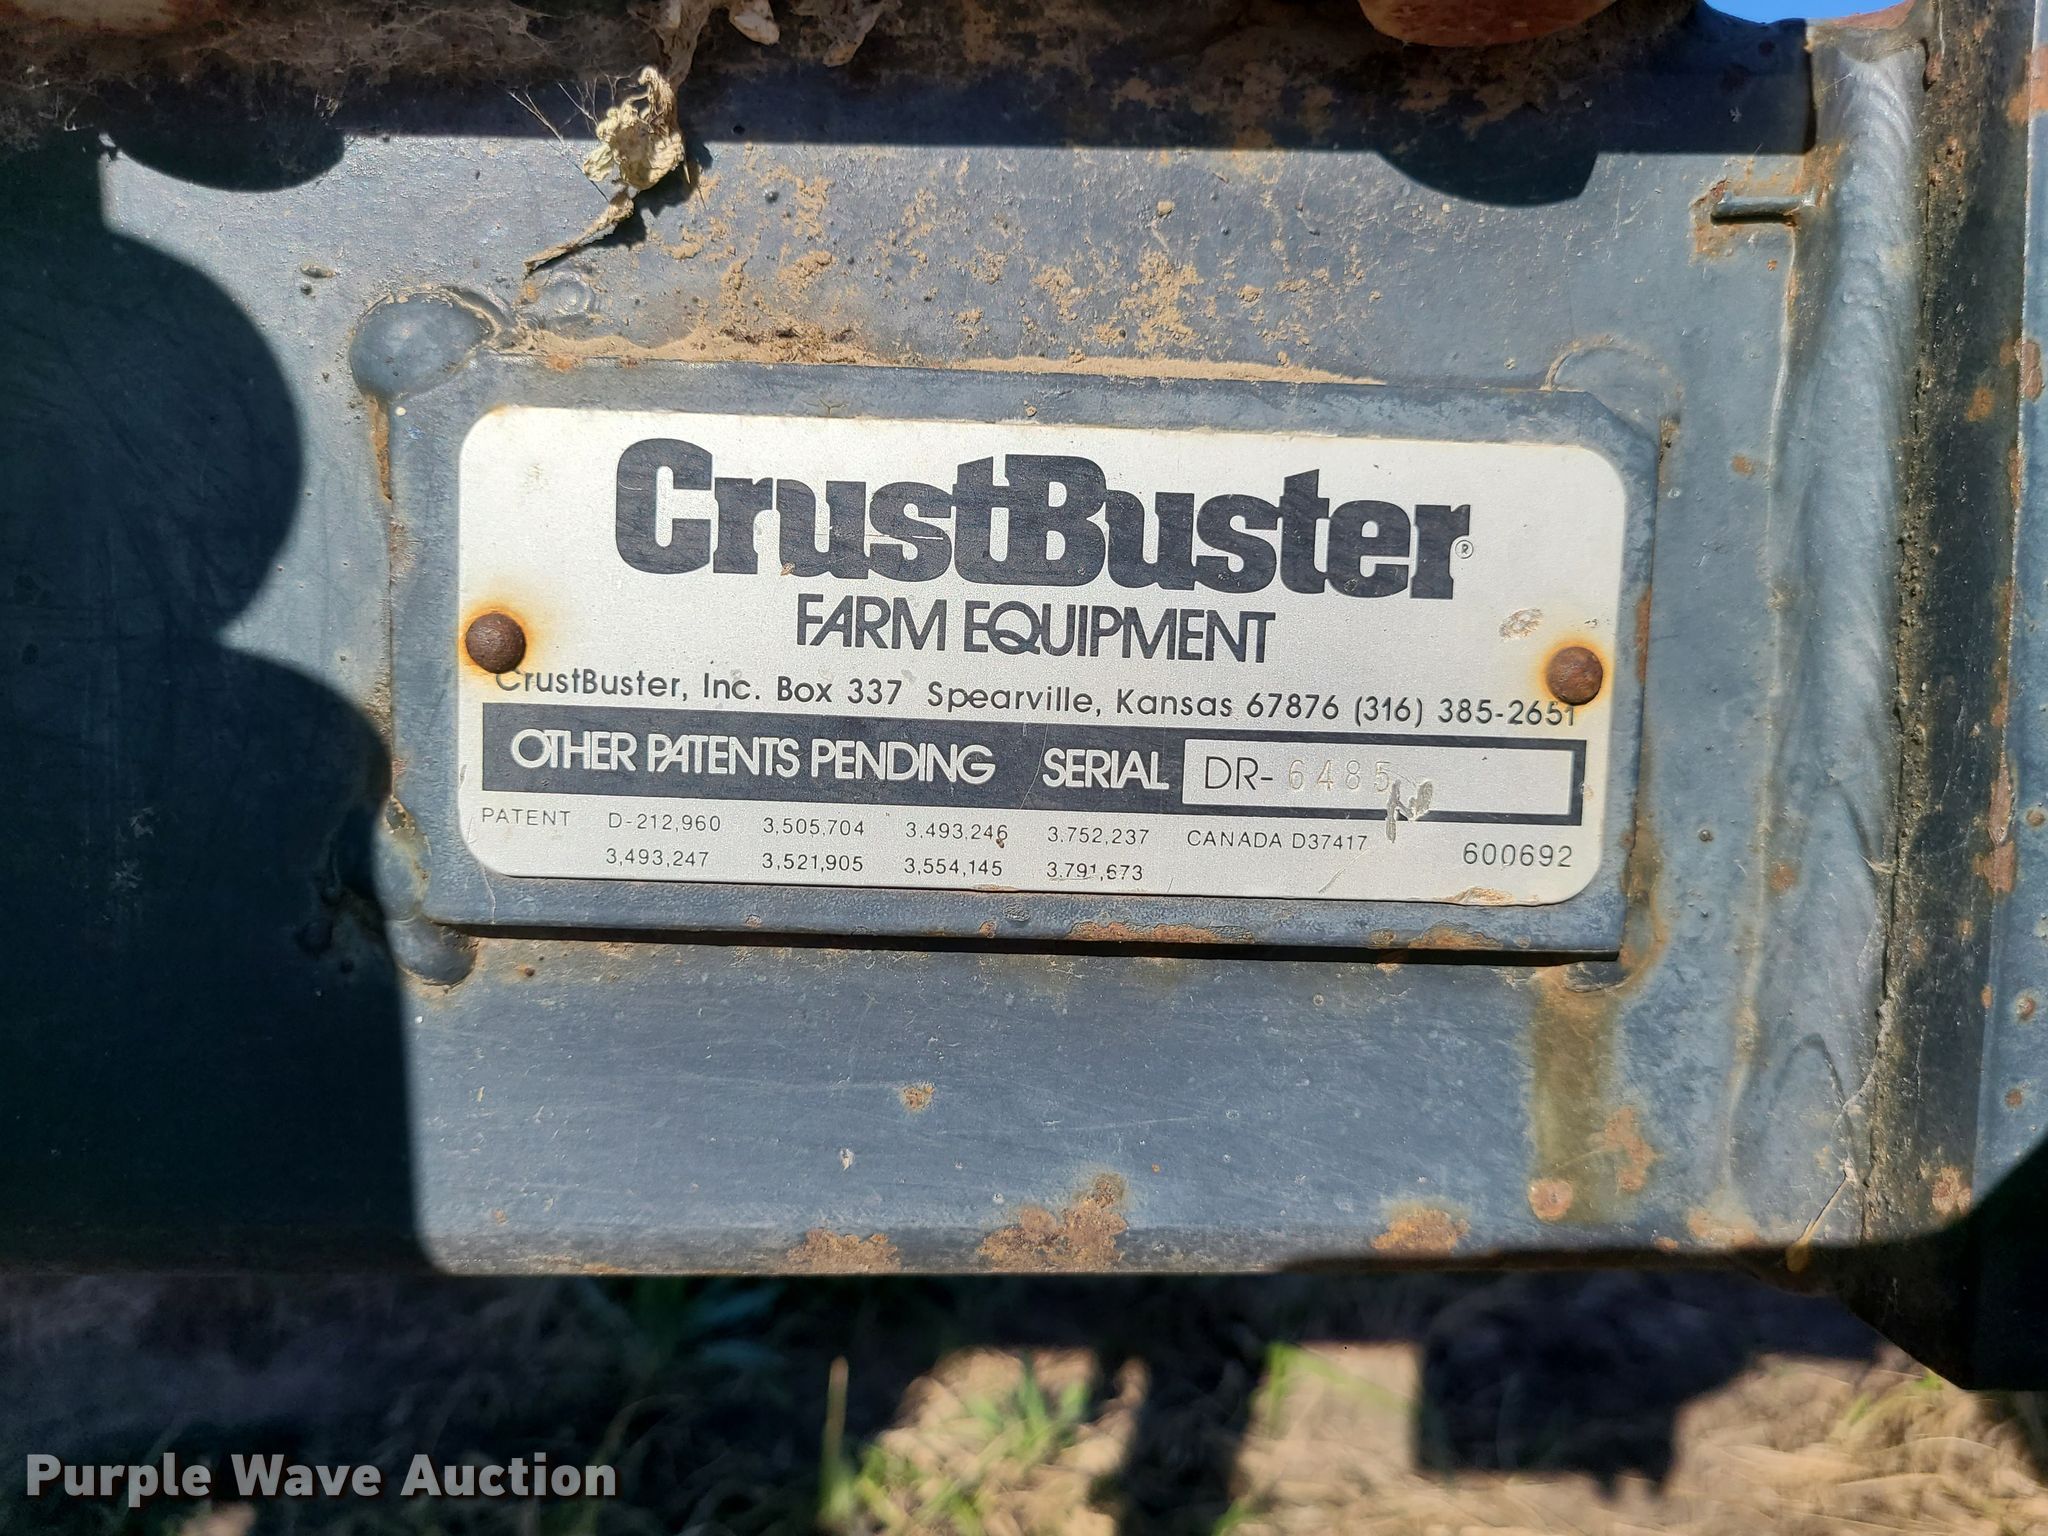 CrustBuster®
FARM EQUIPMENT
CrustBuster, Inc. Box 337 Spearville, Kansas 67876 (316) 385-2651
OTHER PATENTS PENDING SERIAL DR-6485
PATENT D-212,960 3,505,704 3.493,246 3.752,237 CANADA D37417
3,493,247 3,521,905 3,554,145 3.791,673 600692
Purple Wave Auction